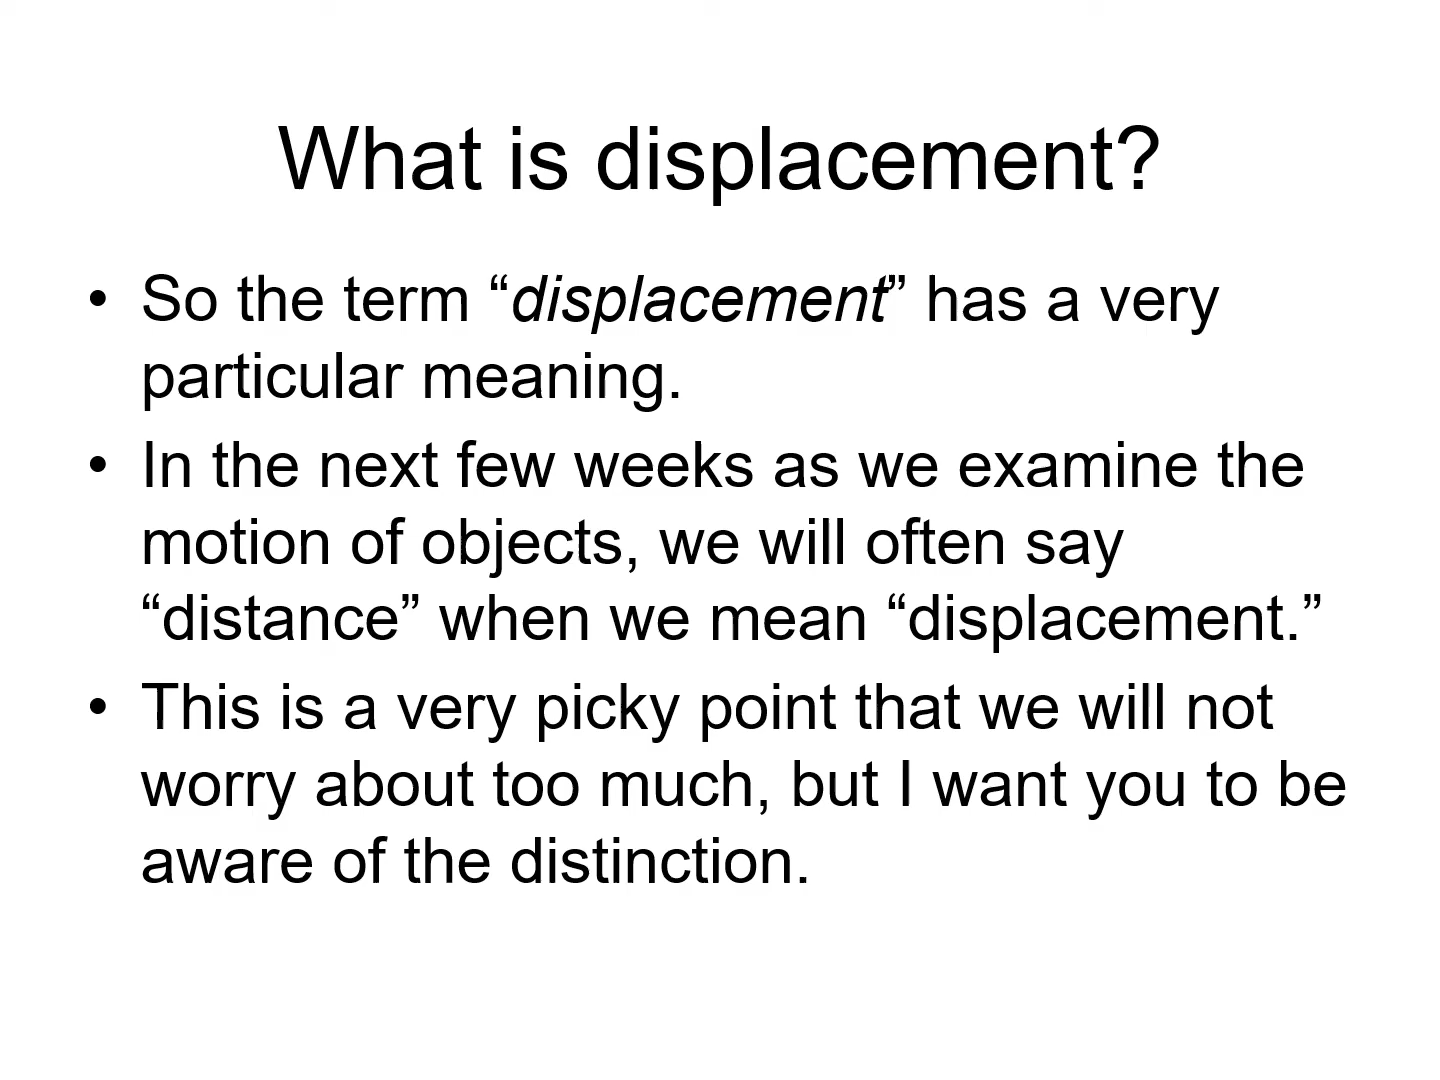 What is displacement?
• So the term “displacement” has a very
particular meaning.
• In the next few weeks as we examine the
motion of objects, we will often say
“distance” when we mean “displacement.”
• This is a very picky point that we will not
worry about too much, but I want you to be
aware of the distinction.